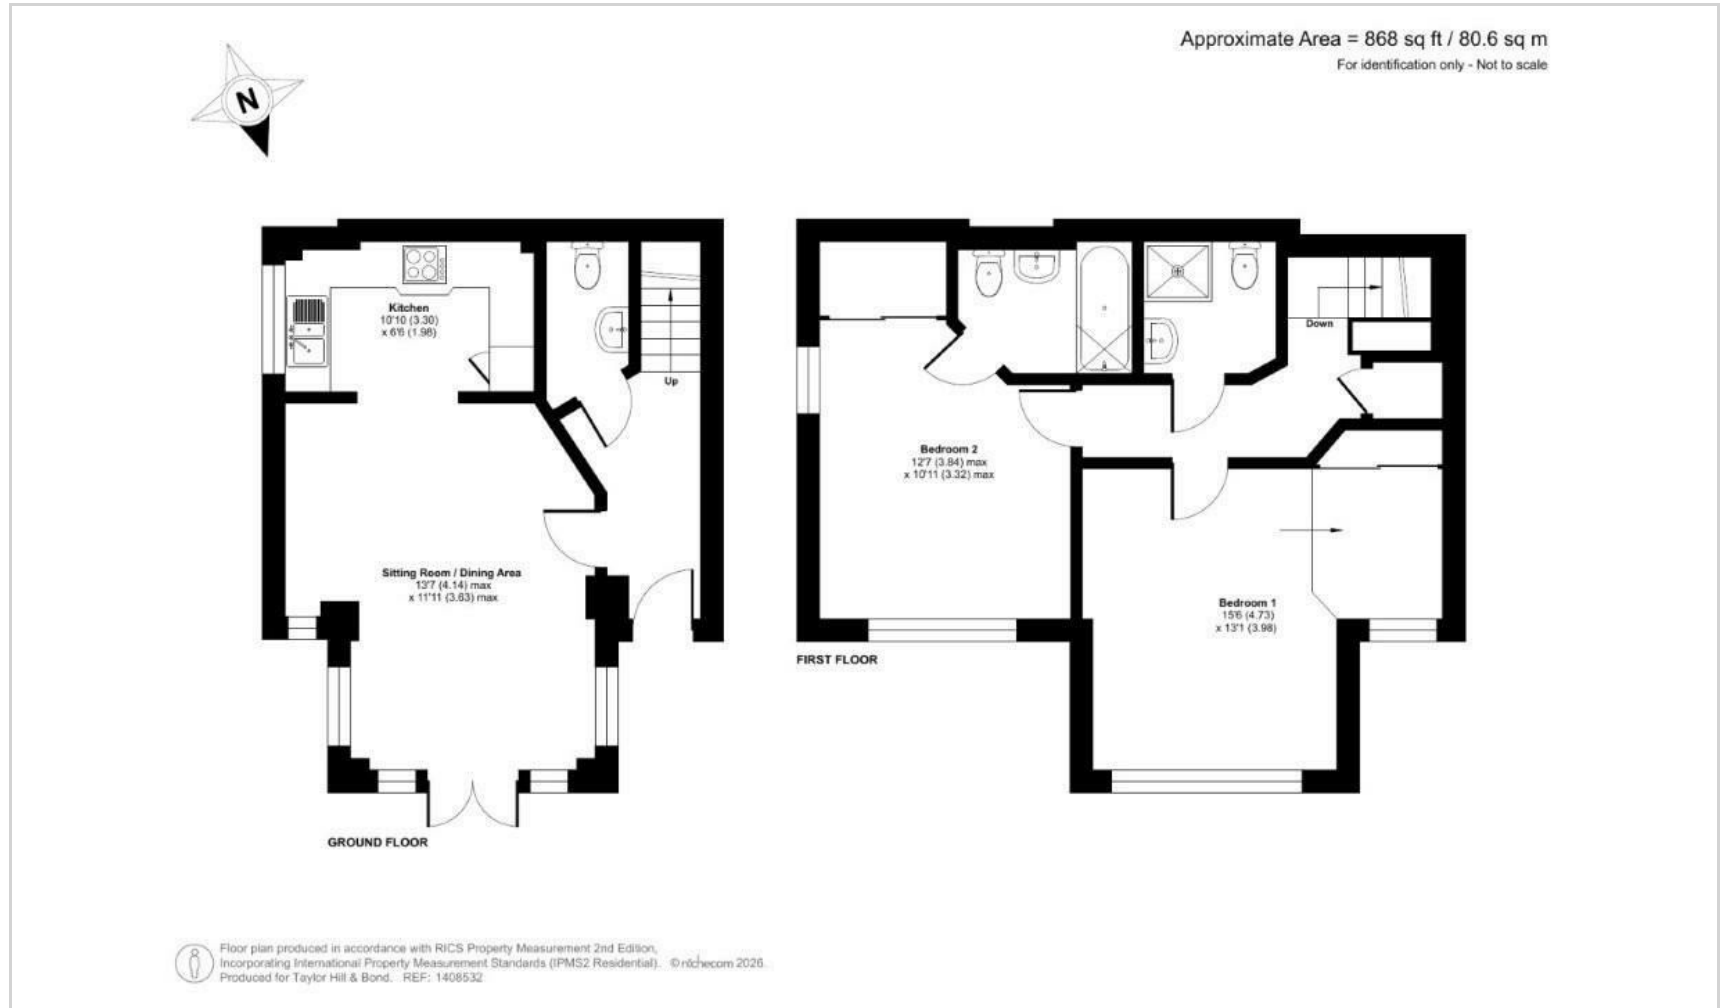 Approximate Area = 868 sq ft / 80.6 sq m
For identification only - Not to scale
N
Kitchen
10'10 (3.30)
x 6'6 (1.98)
Up
Sitting Room / Dining Area
13'7 (4.14) max
x 11'11 (3.63) max
GROUND FLOOR
Down
Bedroom 2
12'7 (3.84) max
x 10'11 (3.32) max
Bedroom 1
15'6 (4.73)
x 13'1 (3.98)
FIRST FLOOR
Floor plan produced in accordance with RICS Property Measurement 2nd Edition,
Incorporating International Property Measurement Standards (IPMS2 Residential). © nichecom 2026.
Produced for Taylor Hill & Bond. REF: 1408532